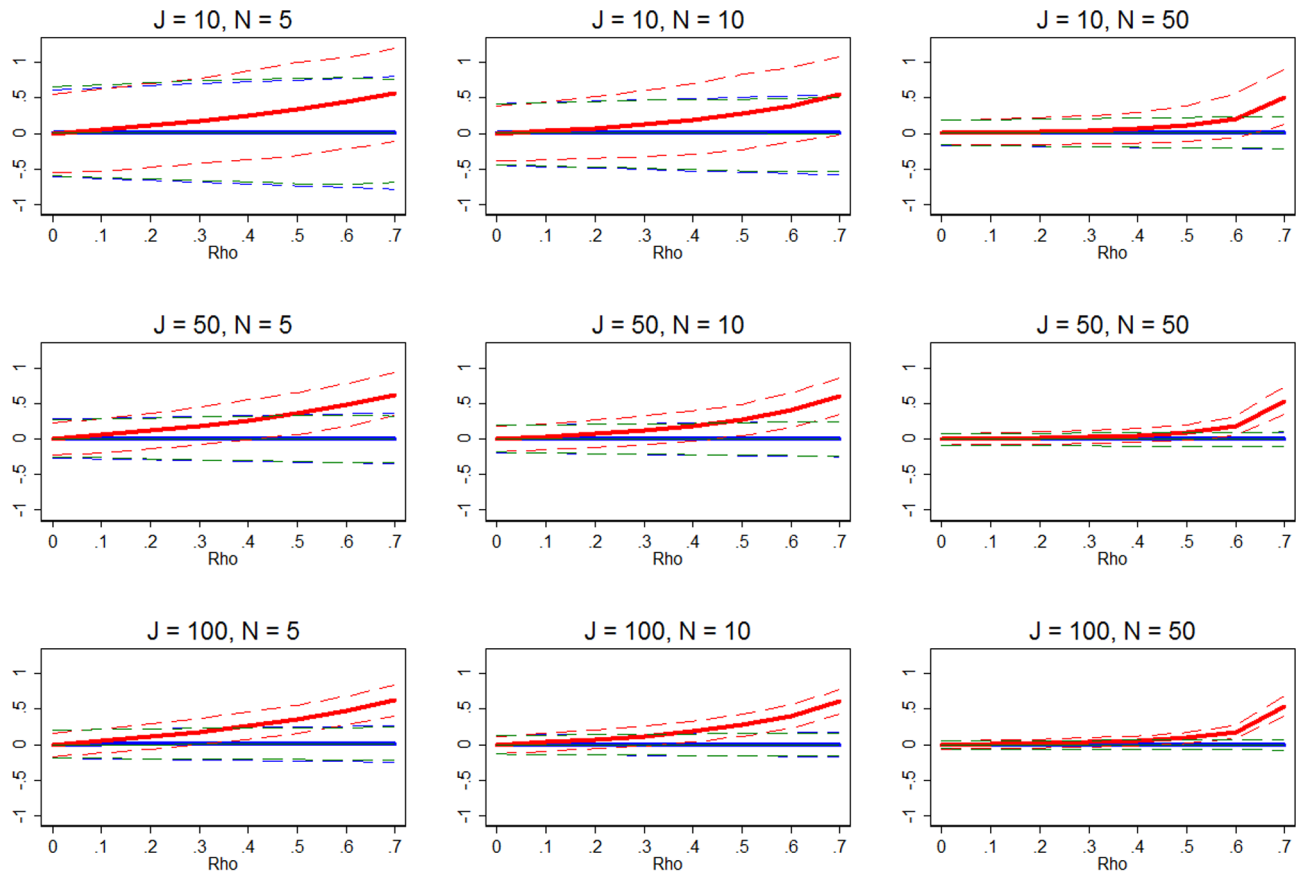 J = 10, N = 5
J = 10, N = 10
J = 10, N = 50
1
.5
0
-.5
-1
1
.5
0
-.5
-1
1
.5
0
-.5
-1
0 .1 .2 .3 .4 .5 .6 .7
0 .1 .2 .3 .4 .5 .6 .7
0 .1 .2 .3 .4 .5 .6 .7
Rho
Rho
Rho
J = 50, N = 5
J = 50, N = 10
J = 50, N = 50
1
.5
0
-.5
-1
1
.5
0
-.5
-1
1
.5
0
-.5
-1
0 .1 .2 .3 .4 .5 .6 .7
0 .1 .2 .3 .4 .5 .6 .7
0 .1 .2 .3 .4 .5 .6 .7
Rho
Rho
Rho
J = 100, N = 5
J = 100, N = 10
J = 100, N = 50
1
.5
0
-.5
-1
1
.5
0
-.5
-1
1
.5
0
-.5
-1
0 .1 .2 .3 .4 .5 .6 .7
0 .1 .2 .3 .4 .5 .6 .7
0 .1 .2 .3 .4 .5 .6 .7
Rho
Rho
Rho